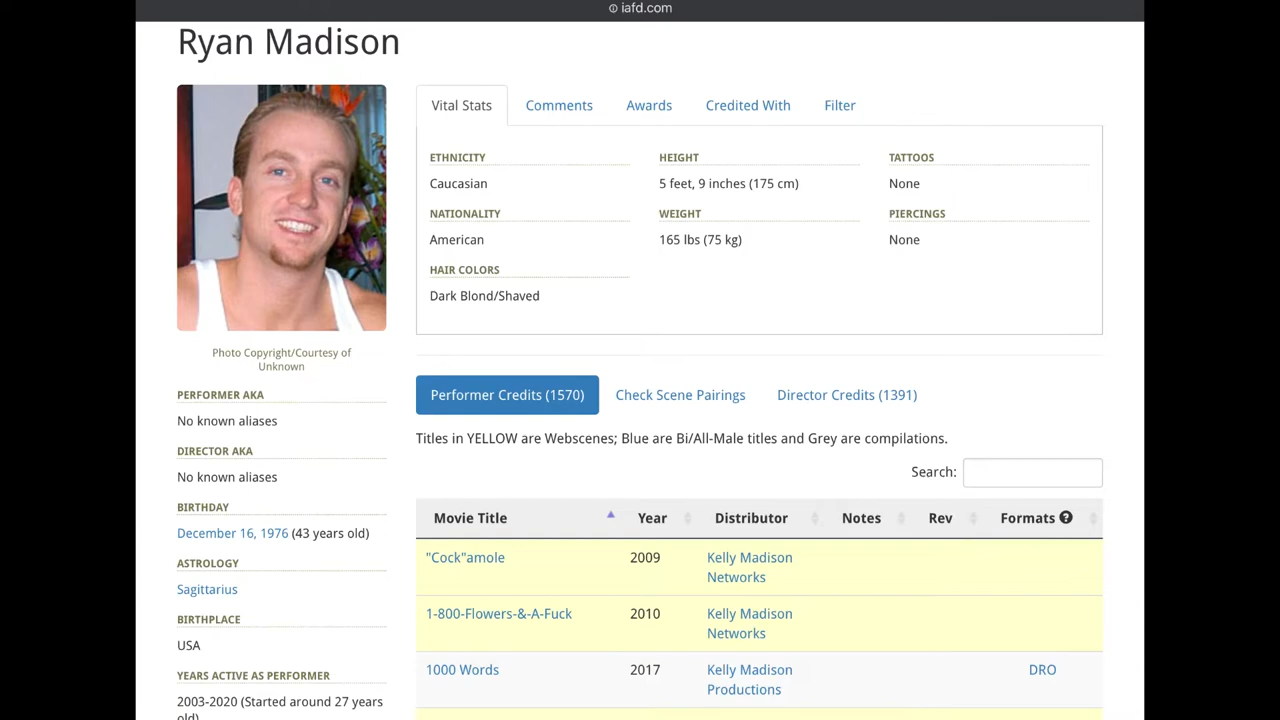 iafd.com
Ryan Madison
Vital Stats
Comments
Awards
Credited With
Filter
ETHNICITY
HEIGHT
TATTOOS
Caucasian
5 feet, 9 inches (175 cm)
None
NATIONALITY
WEIGHT
PIERCINGS
American
165 lbs (75 kg)
None
HAIR COLORS
Dark Blond/Shaved
Photo Copyright/Courtesy of
Unknown
PERFORMER AKA
No known aliases
DIRECTOR AKA
No known aliases
BIRTHDAY
December 16, 1976 (43 years old)
ASTROLOGY
Sagittarius
BIRTHPLACE
USA
YEARS ACTIVE AS PERFORMER
2003-2020 (Started around 27 years
old)
Performer Credits (1570)
Check Scene Pairings
Director Credits (1391)
Titles in YELLOW are Webscenes; Blue are Bi/All-Male titles and Grey are compilations.
Search:
Movie Title
Year
Distributor
Notes
Rev
Formats
"Cock"amole
2009
Kelly Madison
Networks
1-800-Flowers-&-A-Fuck
2010
Kelly Madison
Networks
1000 Words
2017
Kelly Madison
Productions
DRO